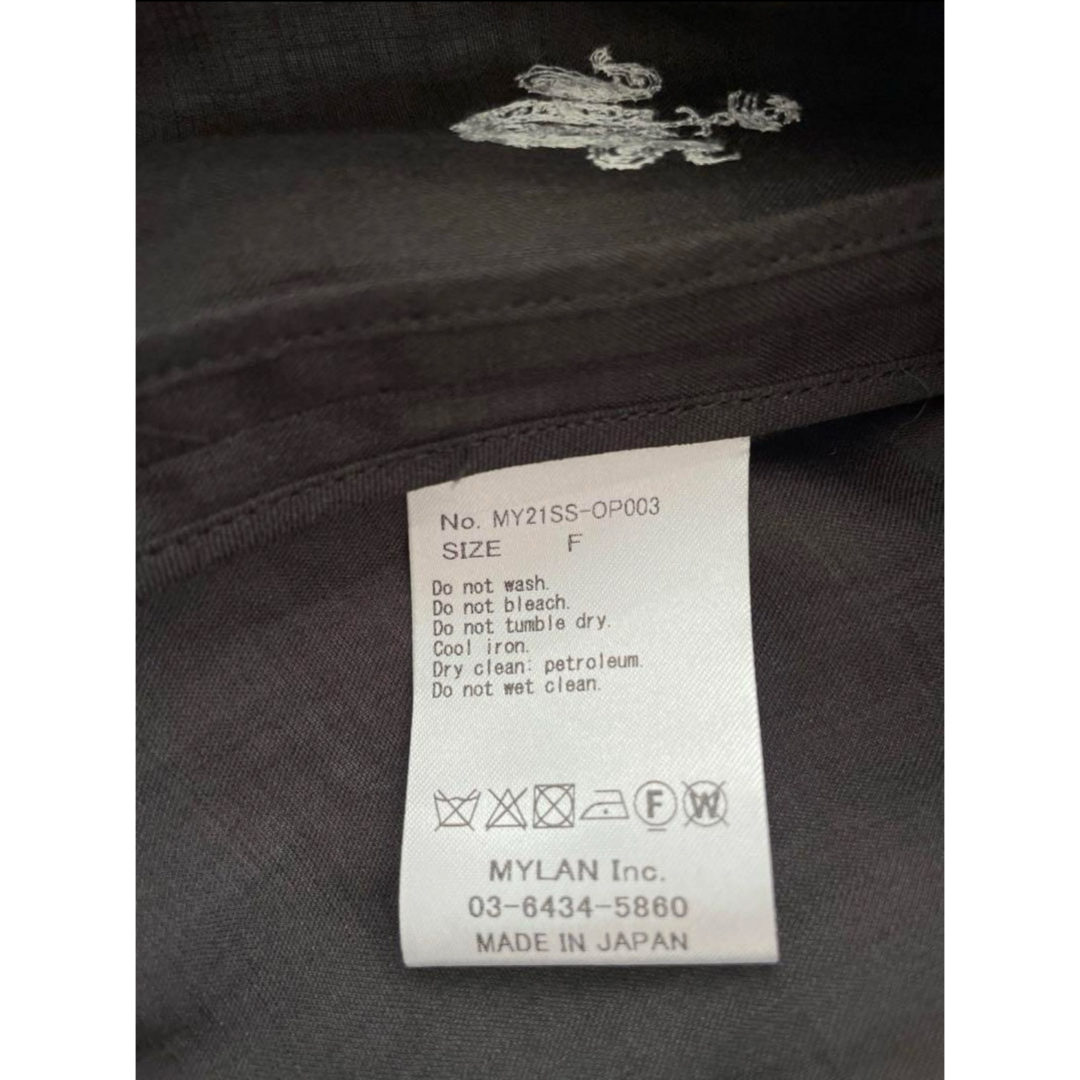 No. MY21SS-OP003
SIZE F
Do not wash.
Do not bleach.
Do not tumble dry.
Cool iron.
Dry clean: petroleum.
Do not wet clean.
F W
MYLAN Inc.
03-6434-5860
MADE IN JAPAN